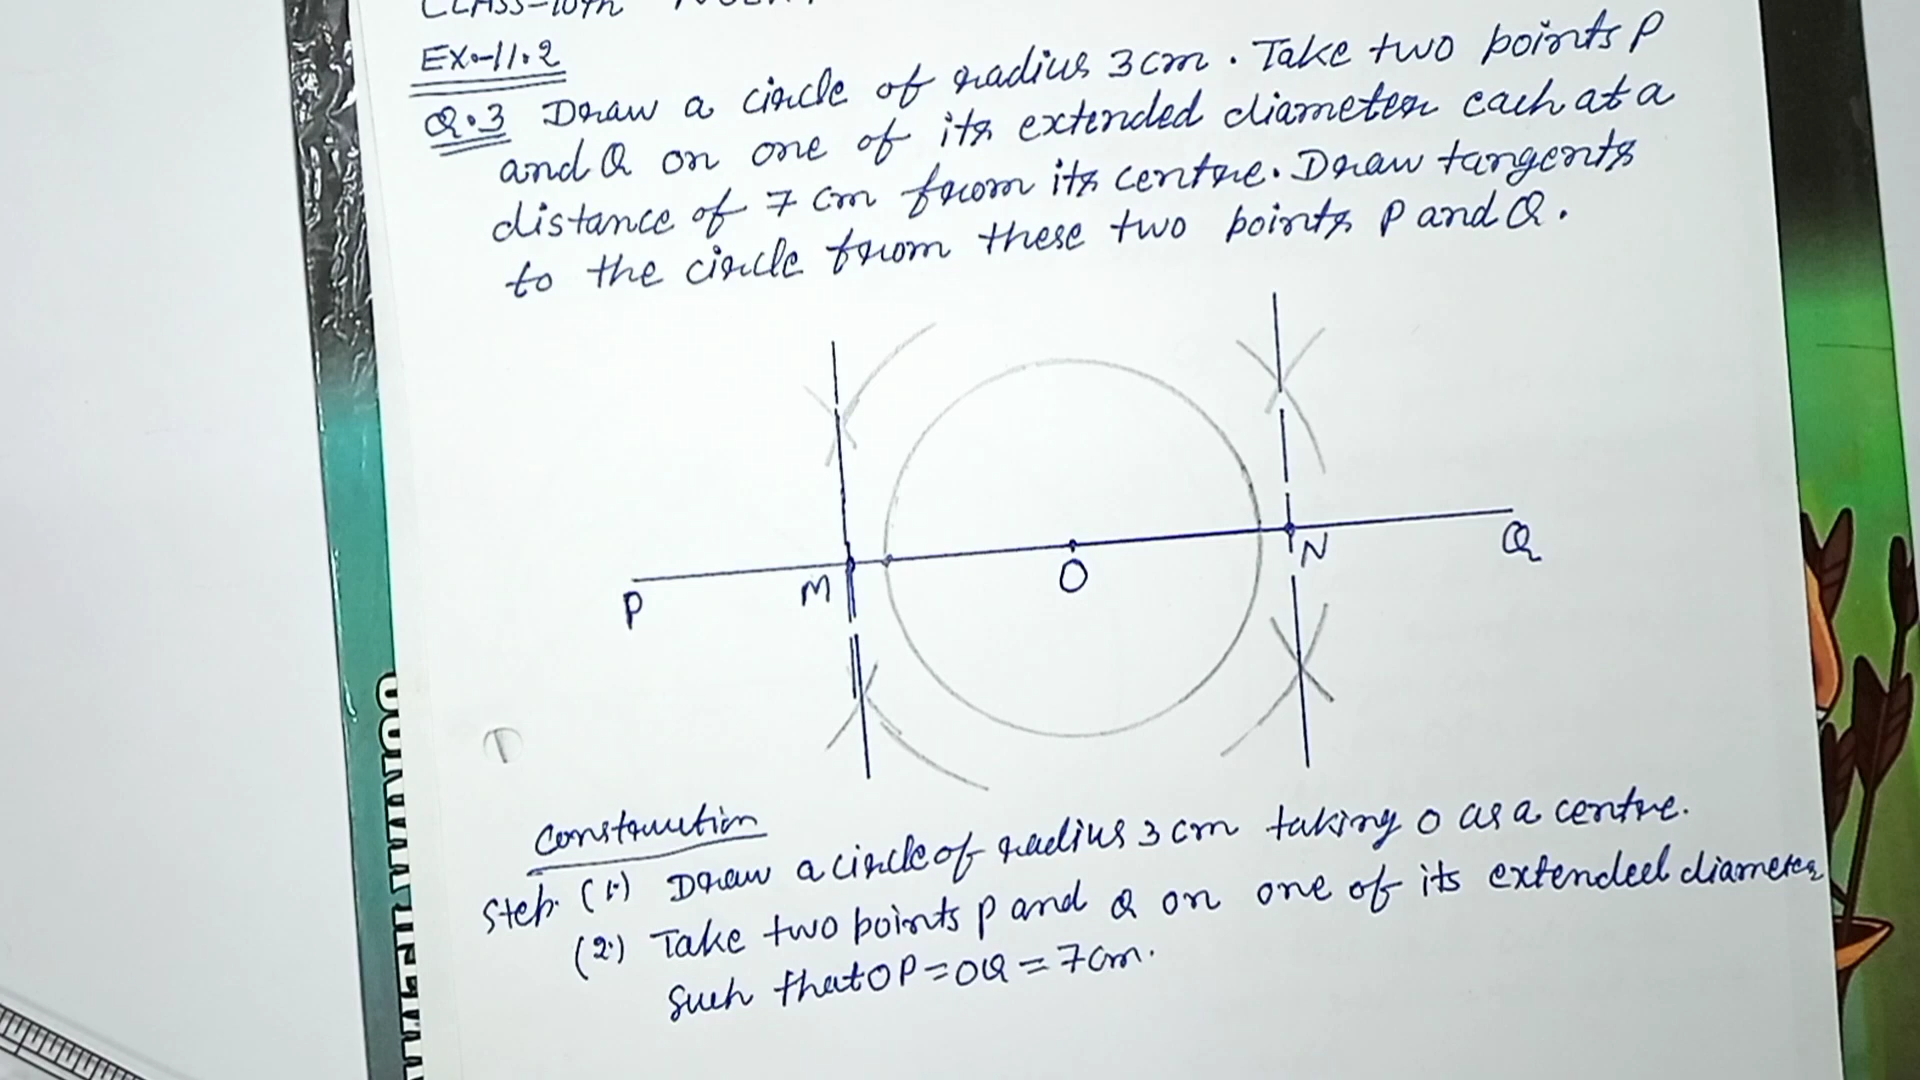 CLASS-10th
EX.-11.2
Q.3 Draw a circle of radius 3cm. Take two points P
and Q on one of its extended diameter each at a
distance of 7 cm from its centre. Draw tangents
to the circle from these two points P and Q.
P M O N Q
Construction
Step (1.) Draw a circle of radius 3 cm taking O as a centre.
(2.) Take two points P and Q on one of its extended diameter
such that OP=OQ=7cm.